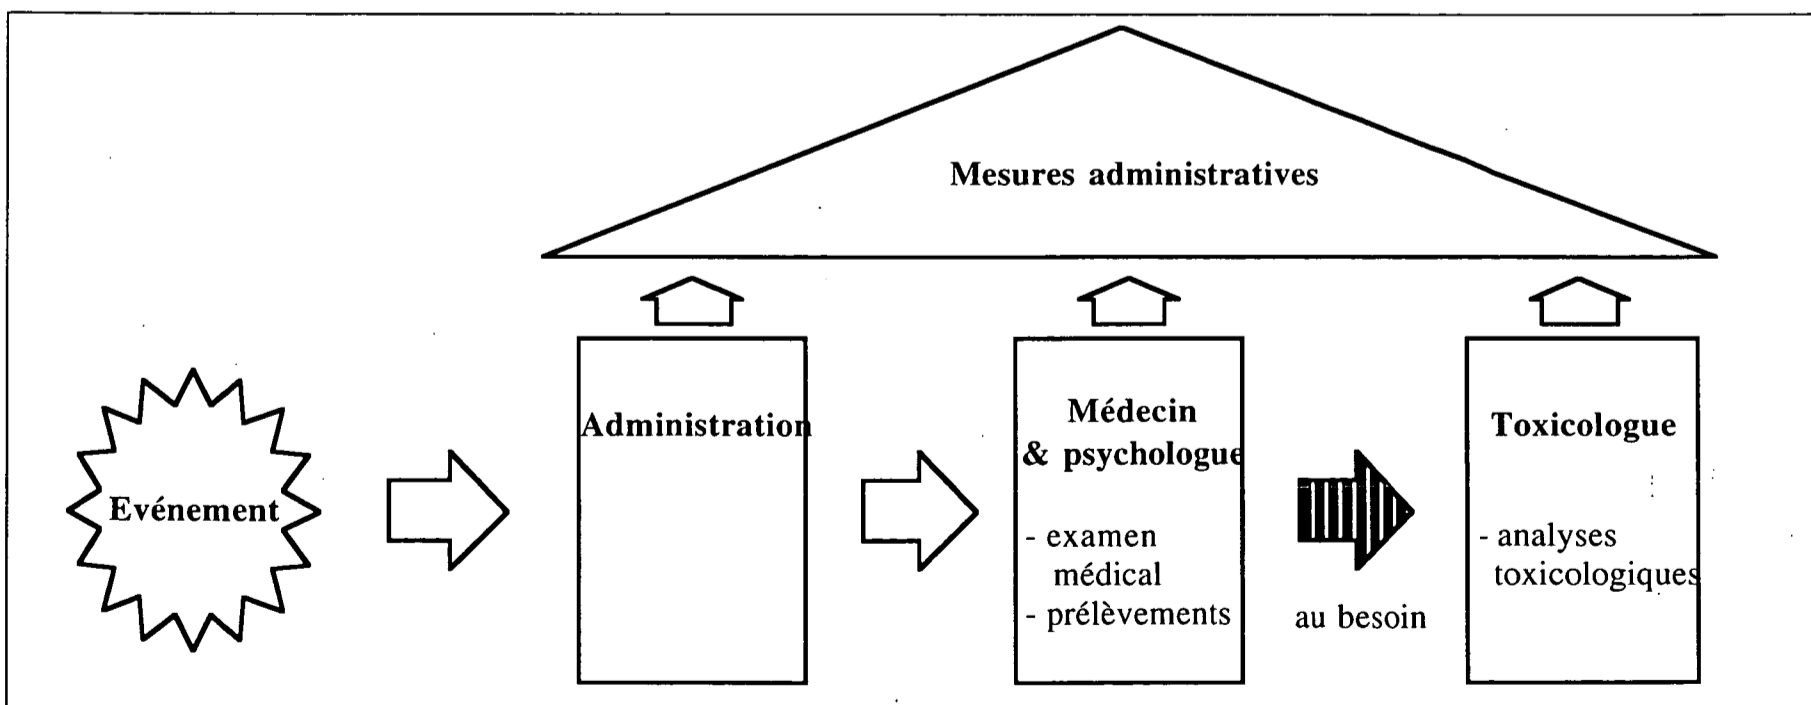 Mesures administratives
Evénement
Administration
Médecin
& psychologue
- examen
médical
- prélèvements
au besoin
Toxicologue
- analyses
toxicologiques